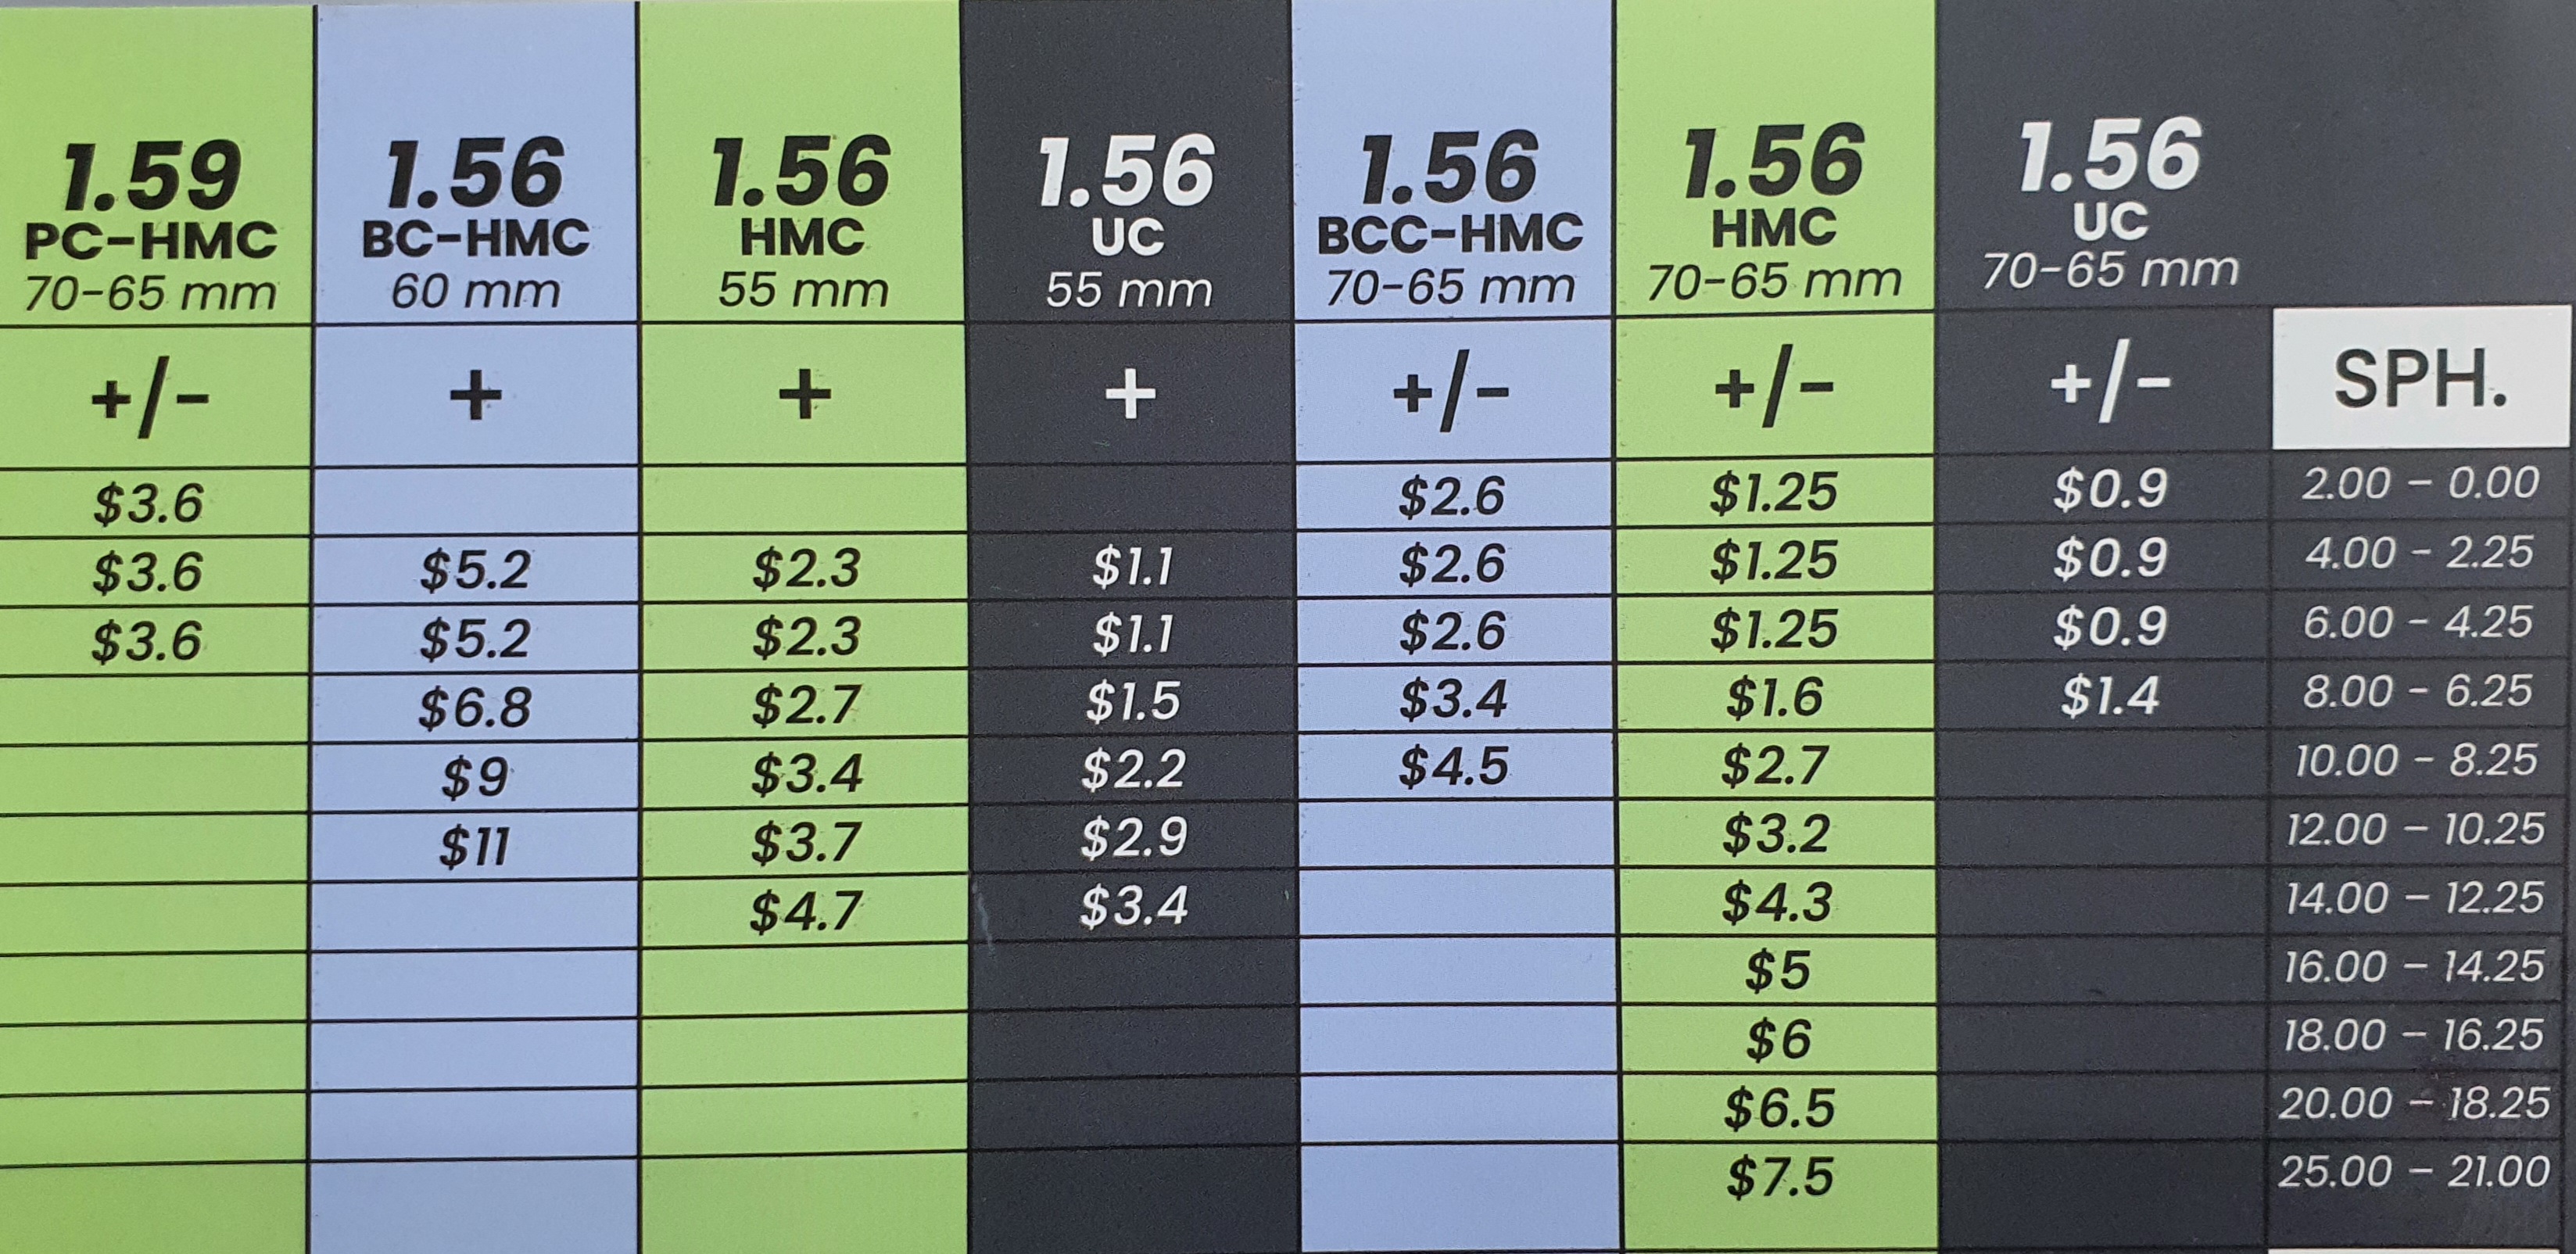 1.59 1.56 1.56 1.56 1.56 1.56 1.56
PC-HMC BC-HMC HMC UC BCC-HMC HMC UC
70-65 mm 60 mm 55 mm 55 mm 70-65 mm 70-65 mm 70-65 mm
+/- + + + +/- +/- +/- SPH.
$3.6 $2.6 $1.25 $0.9 2.00 - 0.00
$3.6 $5.2 $2.3 $1.1 $2.6 $1.25 $0.9 4.00 - 2.25
$3.6 $5.2 $2.3 $1.1 $2.6 $1.25 $0.9 6.00 - 4.25
$6.8 $2.7 $1.5 $3.4 $1.6 $1.4 8.00 - 6.25
$9 $3.4 $2.2 $4.5 $2.7 10.00 - 8.25
$11 $3.7 $2.9 $3.2 12.00 - 10.25
$4.7 $3.4 $4.3 14.00 - 12.25
$5 16.00 - 14.25
$6 18.00 - 16.25
$6.5 20.00 - 18.25
$7.5 25.00 - 21.00